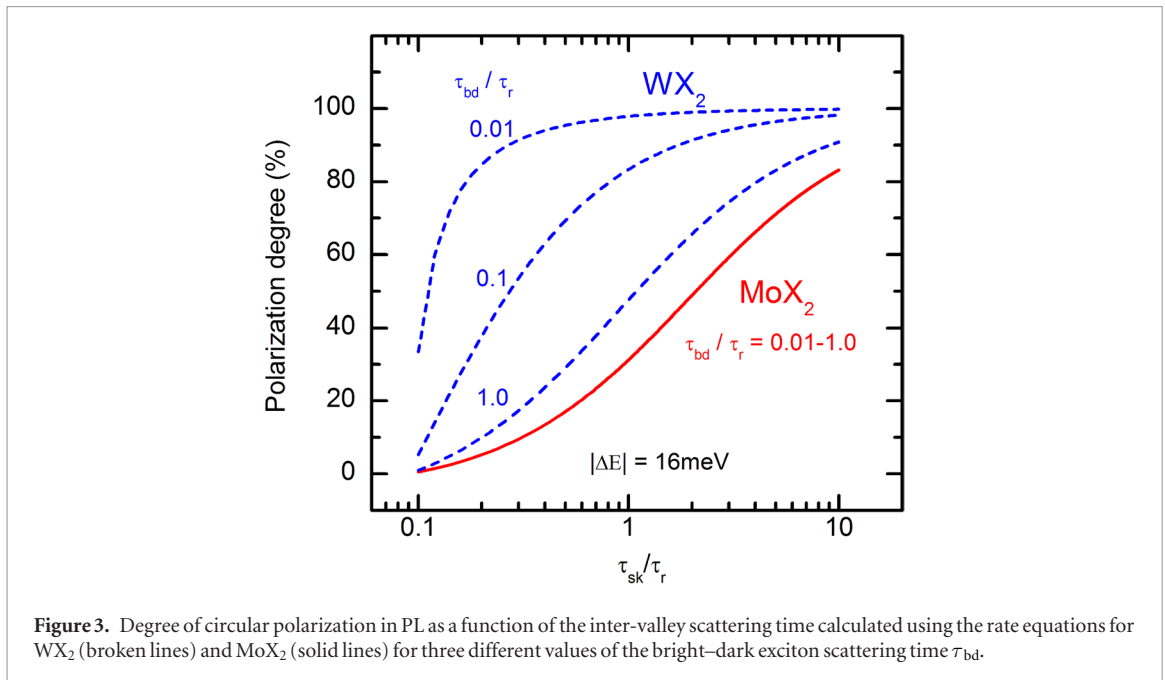 τbd / τr
WX2
0.01
0.1
1.0
MoX2
τbd / τr = 0.01-1.0
|ΔE| = 16meV
Polarization degree (%)
100
80
60
40
20
0
0.1
1
10
τsk/τr
Figure 3. Degree of circular polarization in PL as a function of the inter-valley scattering time calculated using the rate equations for
WX2 (broken lines) and MoX2 (solid lines) for three different values of the bright–dark exciton scattering time τbd.